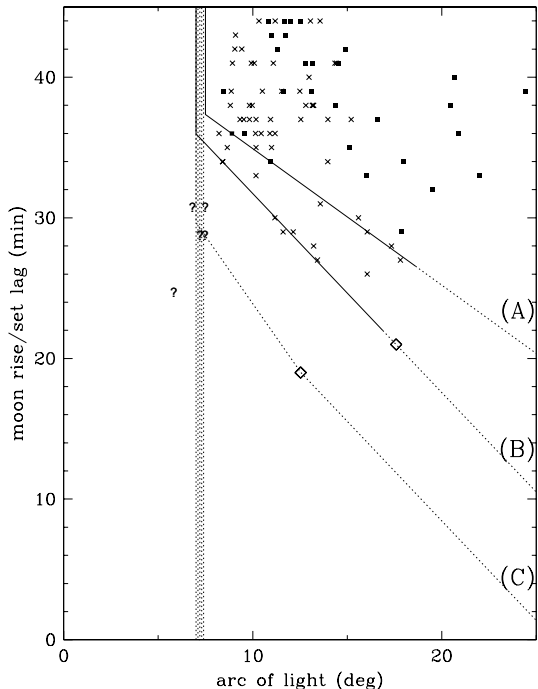 40
30
20
10
0
moon rise/set lag (min)
? ?
??
?
(A)
(B)
(C)
0 10 20
arc of light (deg)